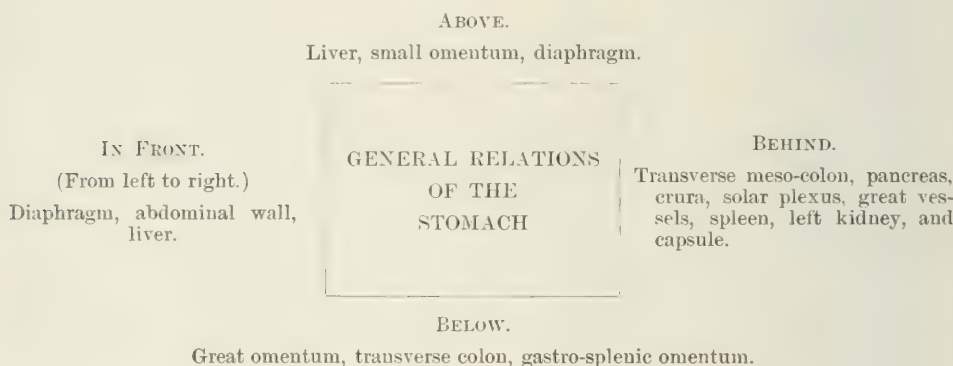 ABOVE.
Liver, small omentum, diaphragm.
IN FRONT.
(From left to right.)
Diaphragm, abdominal wall,
liver.
GENERAL RELATIONS
OF THE
STOMACH
BEHIND.
Transverse meso-colon, pancreas,
crura, solar plexus, great ves-
sels, spleen, left kidney, and
capsule.
BELOW.
Great omentum, transverse colon, gastro-splenic omentum.